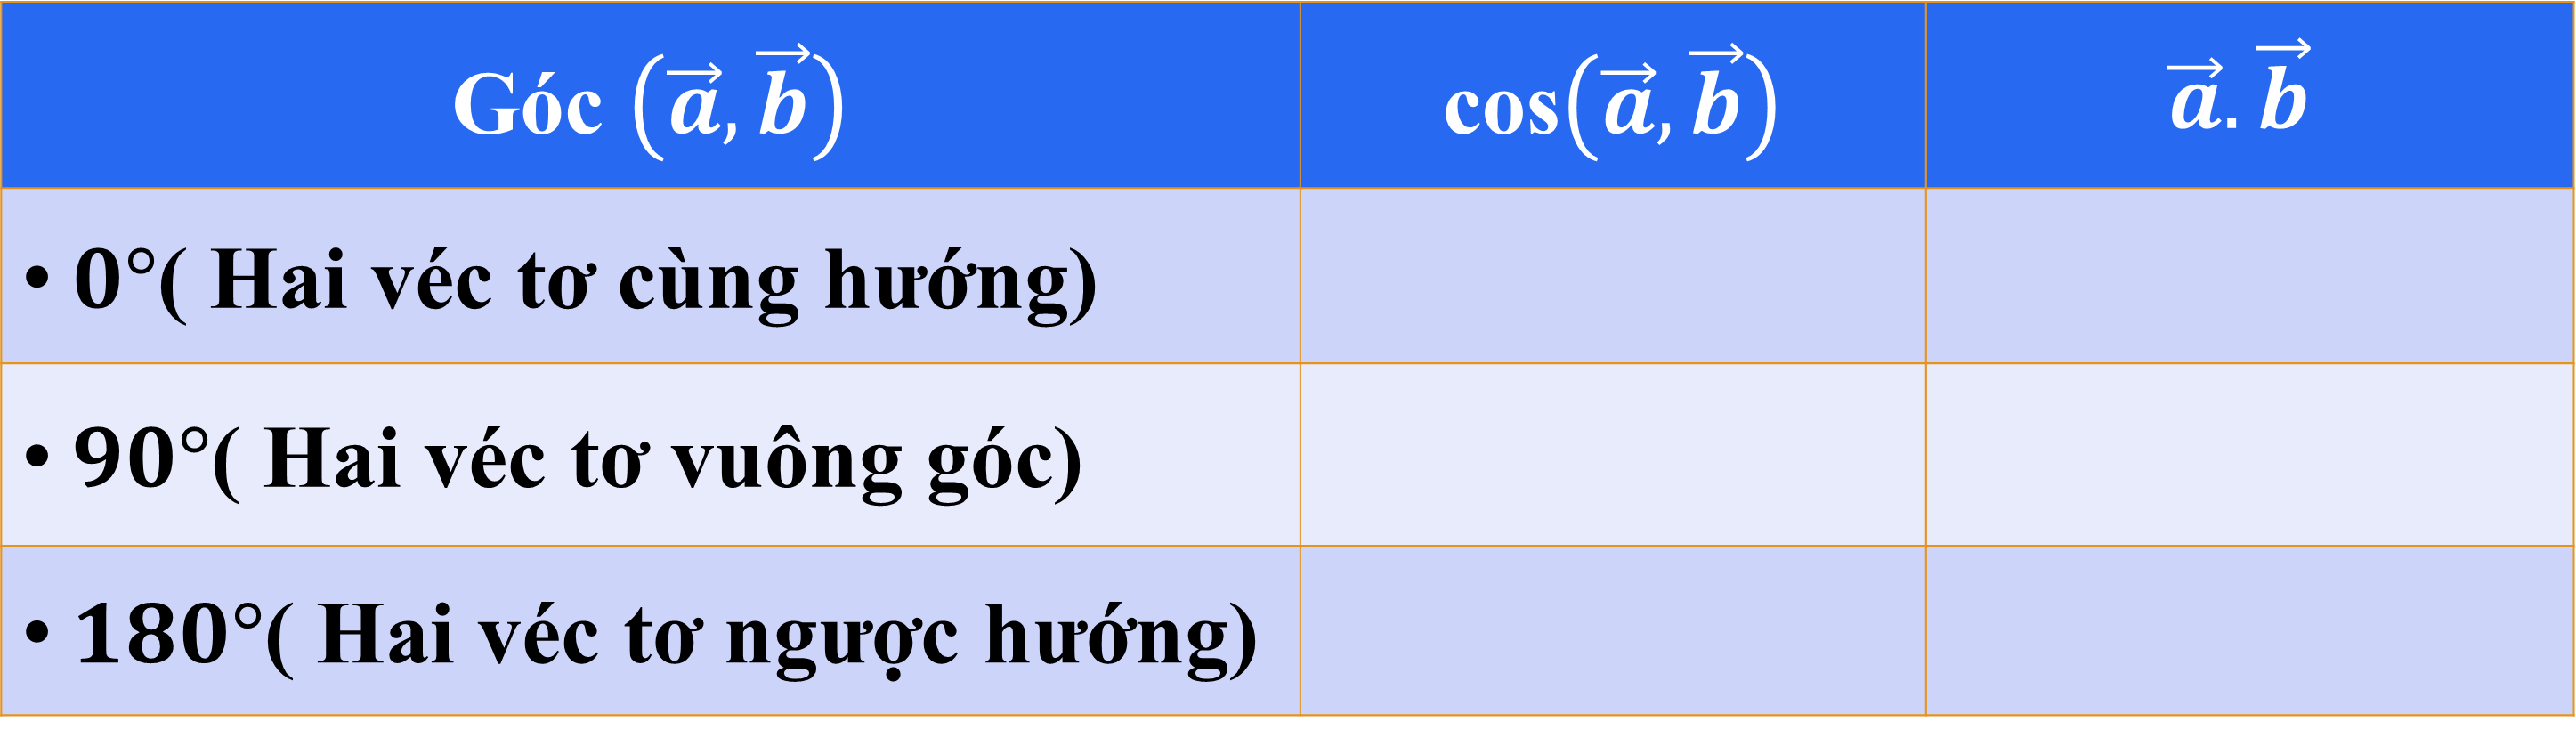 Góc (a⃗, b⃗) cos(a⃗, b⃗) a⃗. b⃗
• 0°( Hai véc tơ cùng hướng)
• 90°( Hai véc tơ vuông góc)
• 180°( Hai véc tơ ngược hướng)